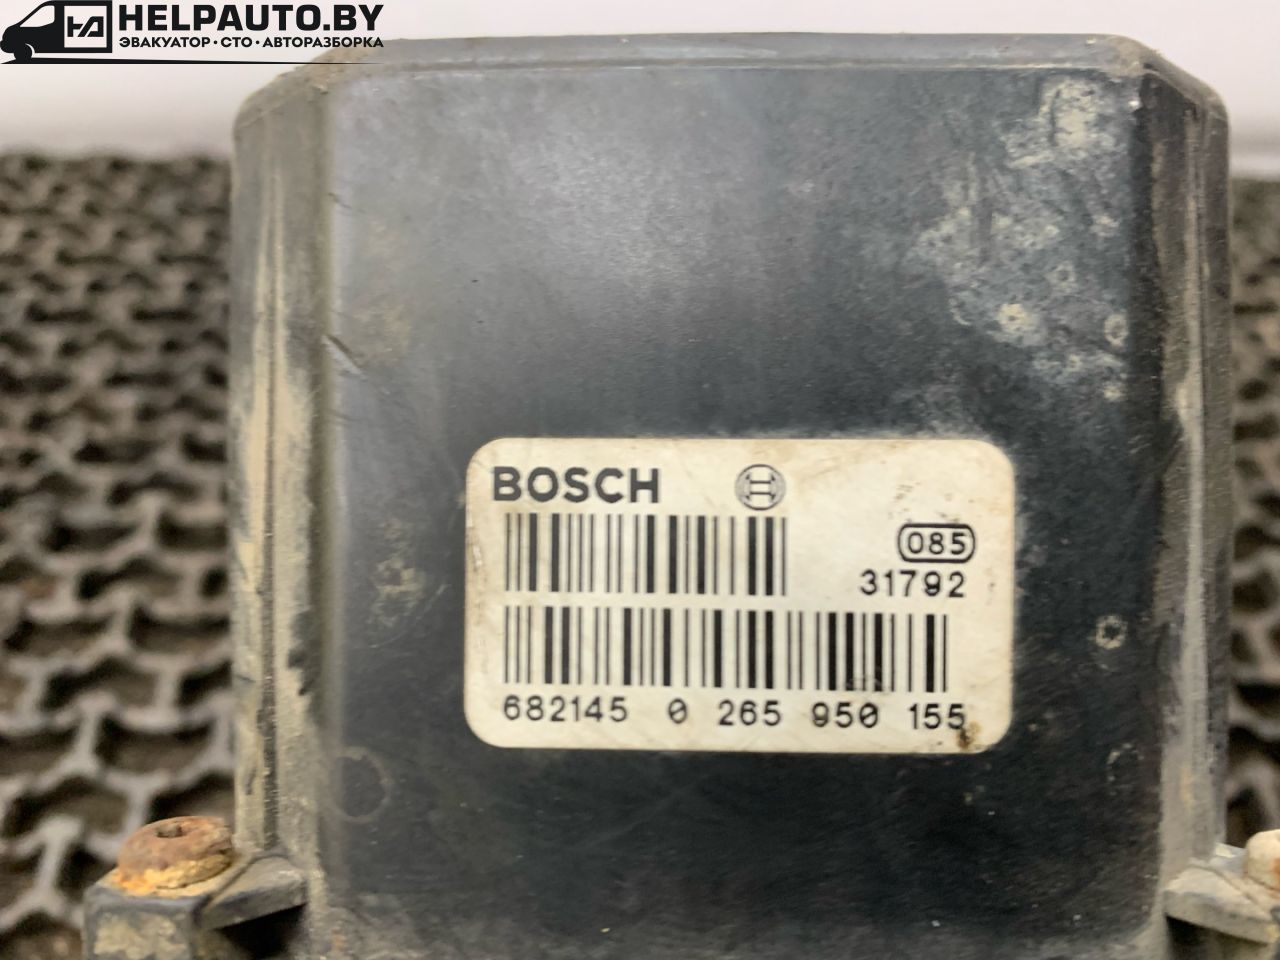 HELPAUTO.BY
ЭВАКУАТОР • СТО • АВТОРАЗБОРКА
BOSCH
085
31792
682145 0 265 950 155